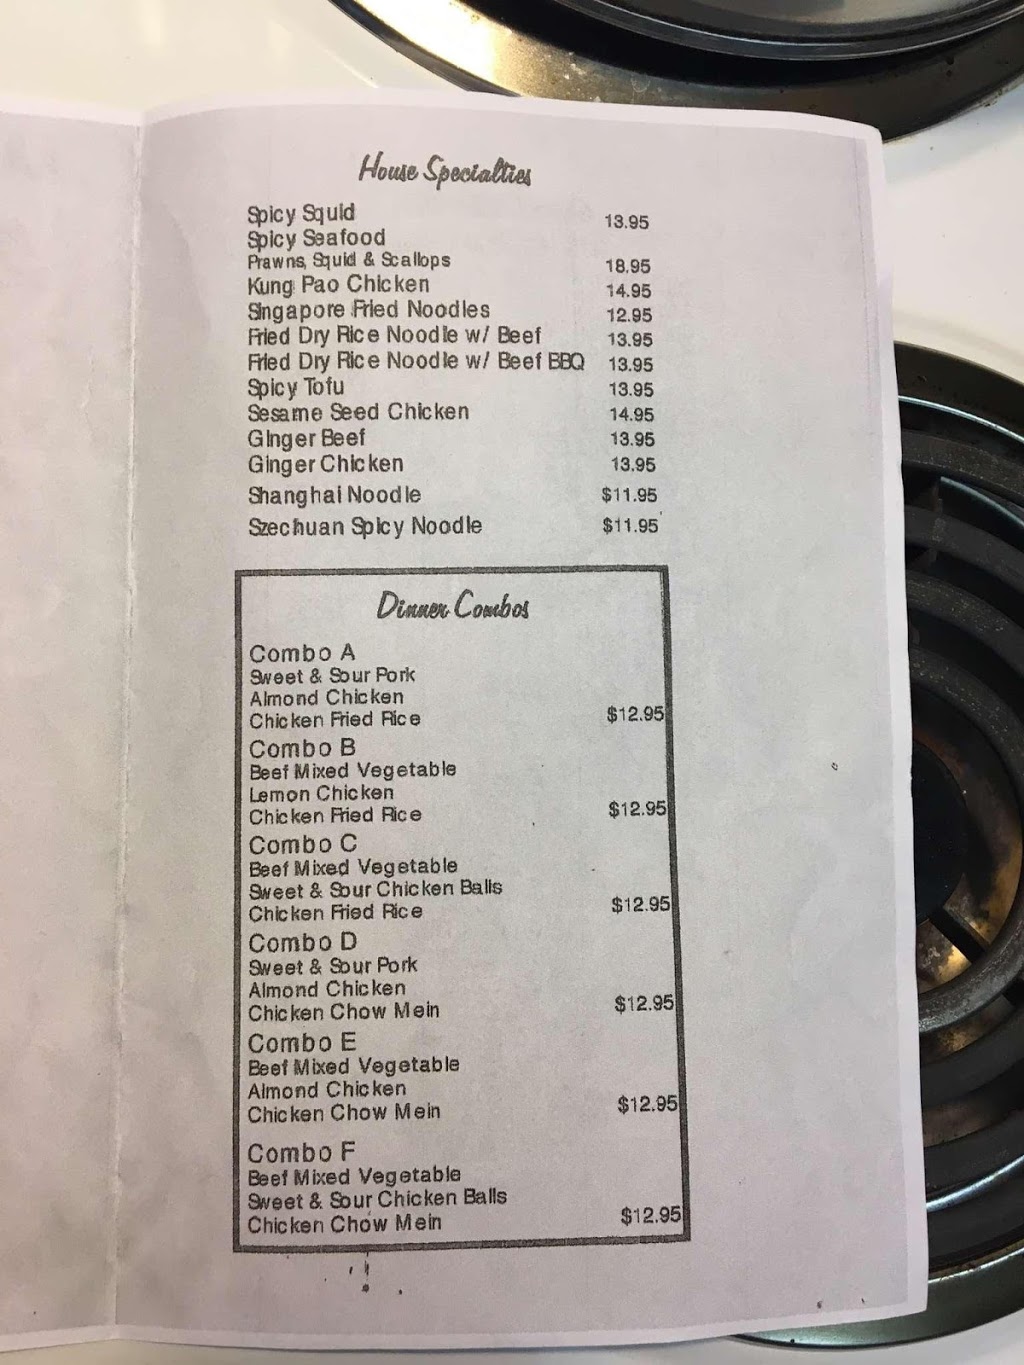 House Specialties
Spicy Squid 13.95
Spicy Seafood
Prawns, Squid & Scallops 18.95
Kung Pao Chicken 14.95
Singapore Fried Noodles 12.95
Fried Dry Rice Noodle w/ Beef 13.95
Fried Dry Rice Noodle w/ Beef BBQ 13.95
Spicy Tofu 13.95
Sesame Seed Chicken 14.95
Ginger Beef 13.95
Ginger Chicken 13.95
Shanghai Noodle $11.95
Szechuan Spicy Noodle $11.95
Dinner Combos
Combo A
Sweet & Sour Pork
Almond Chicken
Chicken Fried Rice $12.95
Combo B
Beef Mixed Vegetable
Lemon Chicken
Chicken Fried Rice $12.95
Combo C
Beef Mixed Vegetable
Sweet & Sour Chicken Balls
Chicken Fried Rice $12.95
Combo D
Sweet & Sour Pork
Almond Chicken
Chicken Chow Mein $12.95
Combo E
Beef Mixed Vegetable
Almond Chicken
Chicken Chow Mein $12.95
Combo F
Beef Mixed Vegetable
Sweet & Sour Chicken Balls
Chicken Chow Mein $12.95